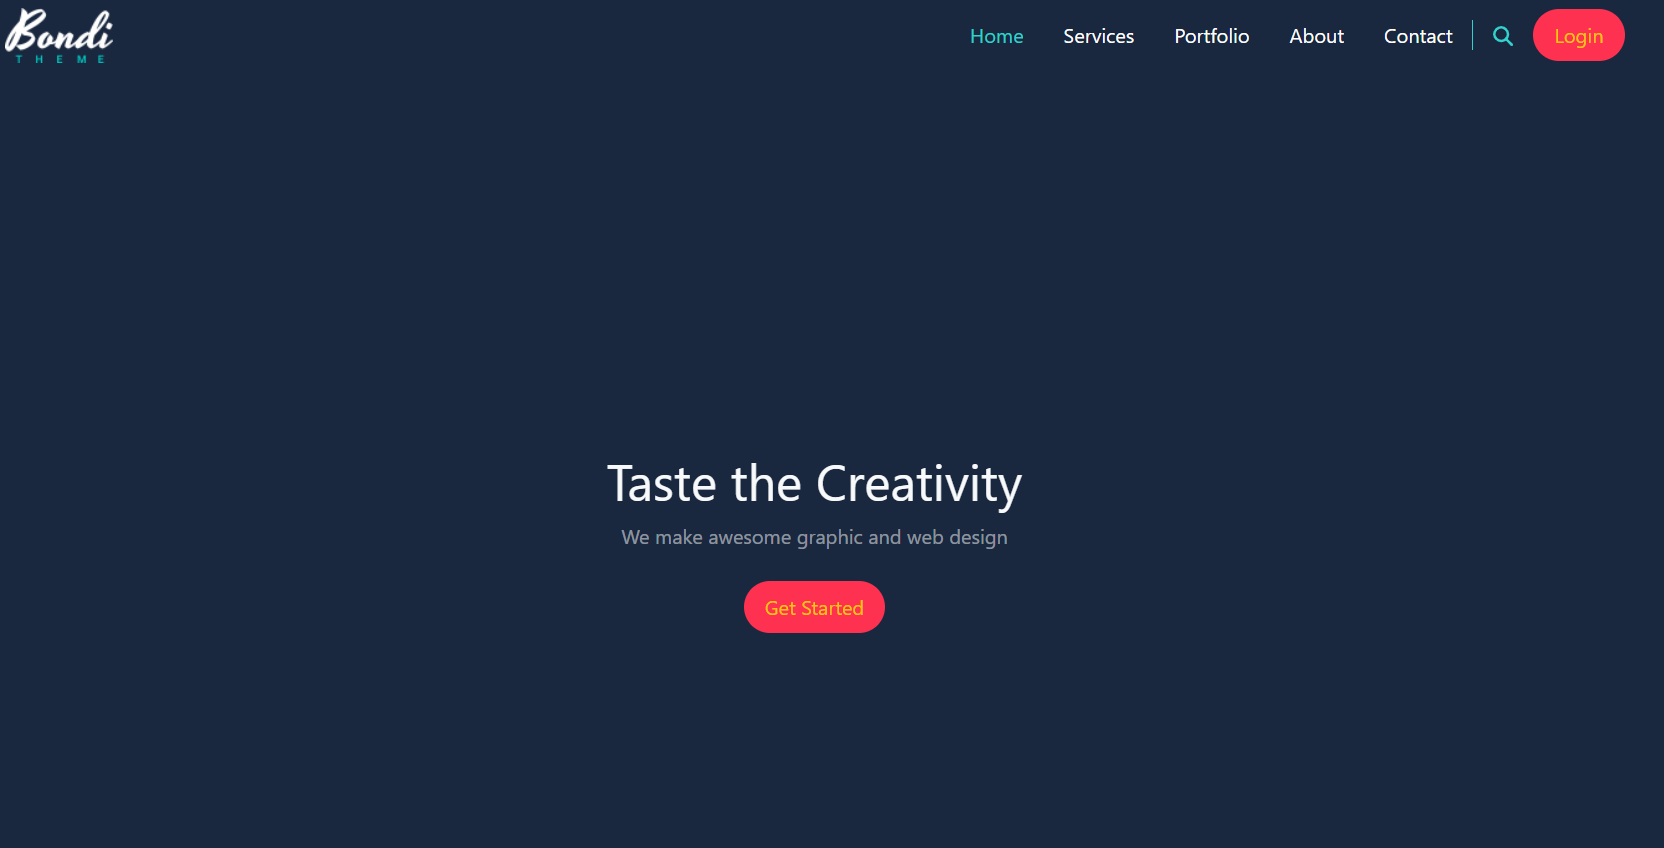 Bondi
THEME
Home Services Portfolio About Contact Login
Taste the Creativity
We make awesome graphic and web design
Get Started